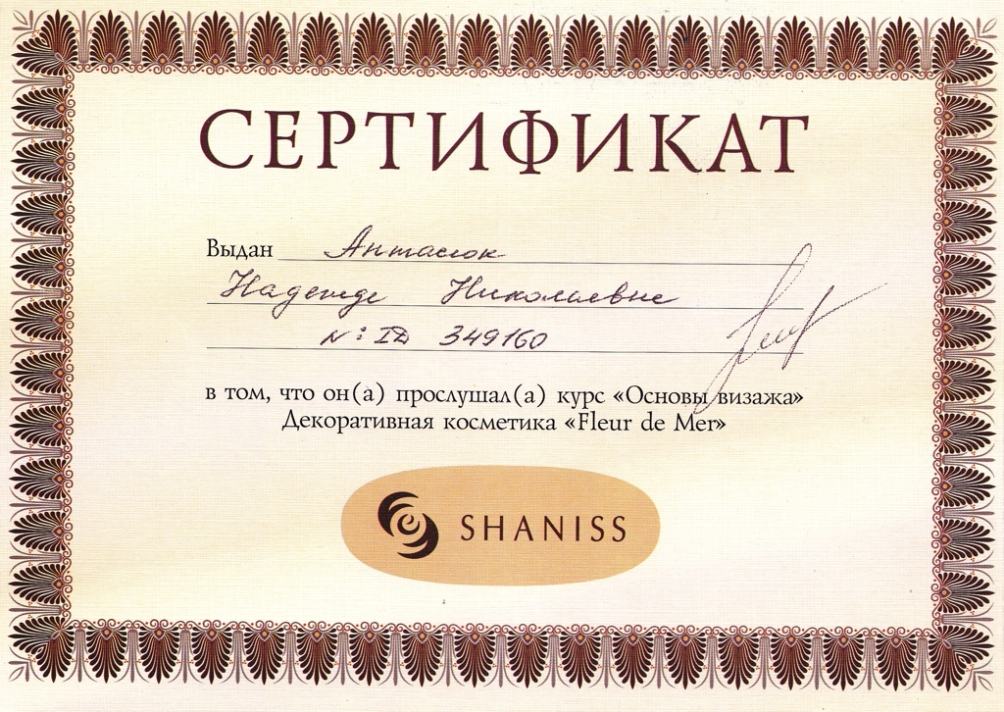 СЕРТИФИКАТ
Выдан Антасюк
Надежде Николаевне
N: ID 349160
в том, что он(а) прослушал(а) курс «Основы визажа»
Декоративная косметика «Fleur de Mer»
SHANISS